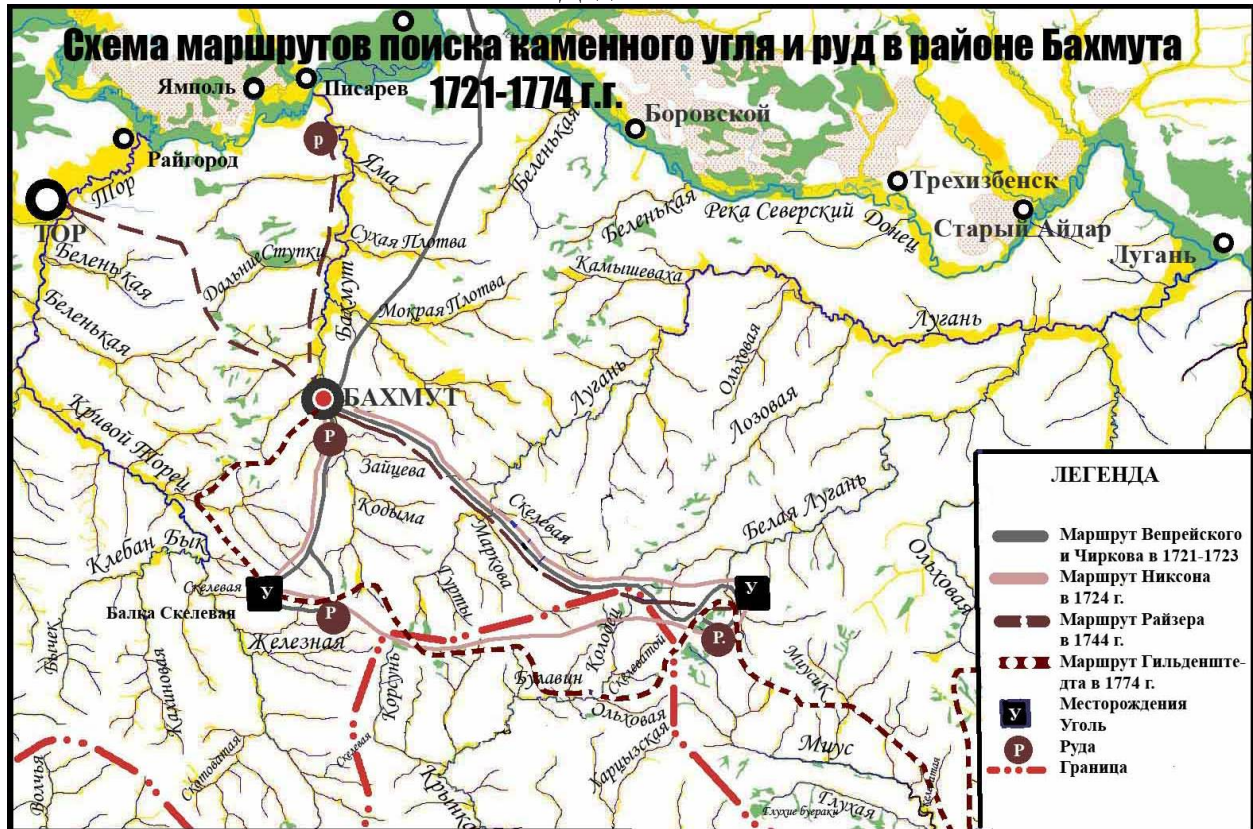 Схема маршрутов поиска каменного угля и руд в районе Бахмута
1721-1774 г.г.
Ямполь
Писарев
Боровской
Райгород
р
Яма
Беленькая
Трехизбенск
Тор
ТОР
Беленькая
Река Северский
Донец
Старый Айдар
Лугань
Сухая Плотва
Дальние Ступки
Беленькая
Камышеваха
Бахмут
Мокрая Плотва
Беленькая
Лугань
Ольховая
Лугань
Лозовая
БАХМУТ
Кривой Торец
Р
Зайцева
Скелевая
Кодыма
Маркова
Белая Лугань
Ольховая
Клебан Бык
Скелевая
У
Гурты
У
Балка Скелевая
Р
Р.
Железная
Колодец
Скелеватой
Бычек
Казиновая
Корсунь
Булавин
Миусик
Ольховая
Скелевая
Харцызская
Миус
Волчья
Скотоватая
Крынка
Глухая
Глухие буераки
ЛЕГЕНДА
Маршрут Вепрейского
и Чиркова в 1721-1723
Маршрут Никсона
в 1724 г.
Маршрут Райзера
в 1744 г.
Маршрут Гильденште-
дта в 1774 г.
У
Месторождения
Уголь
Р
Руда
Граница